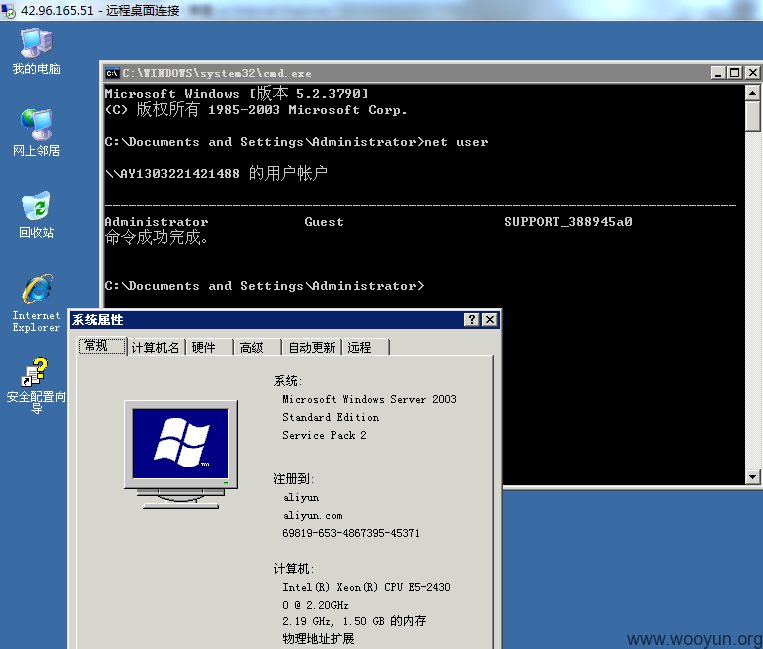 42.96.165.51 - 远程桌面连接
我的电脑
网上邻居
回收站
Internet
Explorer
安全配置向
导
C:\WINDOWS\system32\cmd.exe
Microsoft Windows [版本 5.2.3790]
(C) 版权所有 1985-2003 Microsoft Corp.
C:\Documents and Settings\Administrator>net user
\\AY1303221421488 的用户帐户
-------------------------------------------------------------------------------
Administrator Guest SUPPORT_388945a0
命令成功完成。
C:\Documents and Settings\Administrator>
系统属性
常规 计算机名 硬件 高级 自动更新 远程
系统:
Microsoft Windows Server 2003
Standard Edition
Service Pack 2
注册到:
aliyun
aliyun.com
69819-653-4867395-45371
计算机:
Intel(R) Xeon(R) CPU E5-2430
0 @ 2.20GHz
2.19 GHz, 1.50 GB 的内存
物理地址扩展
www.wooyun.org